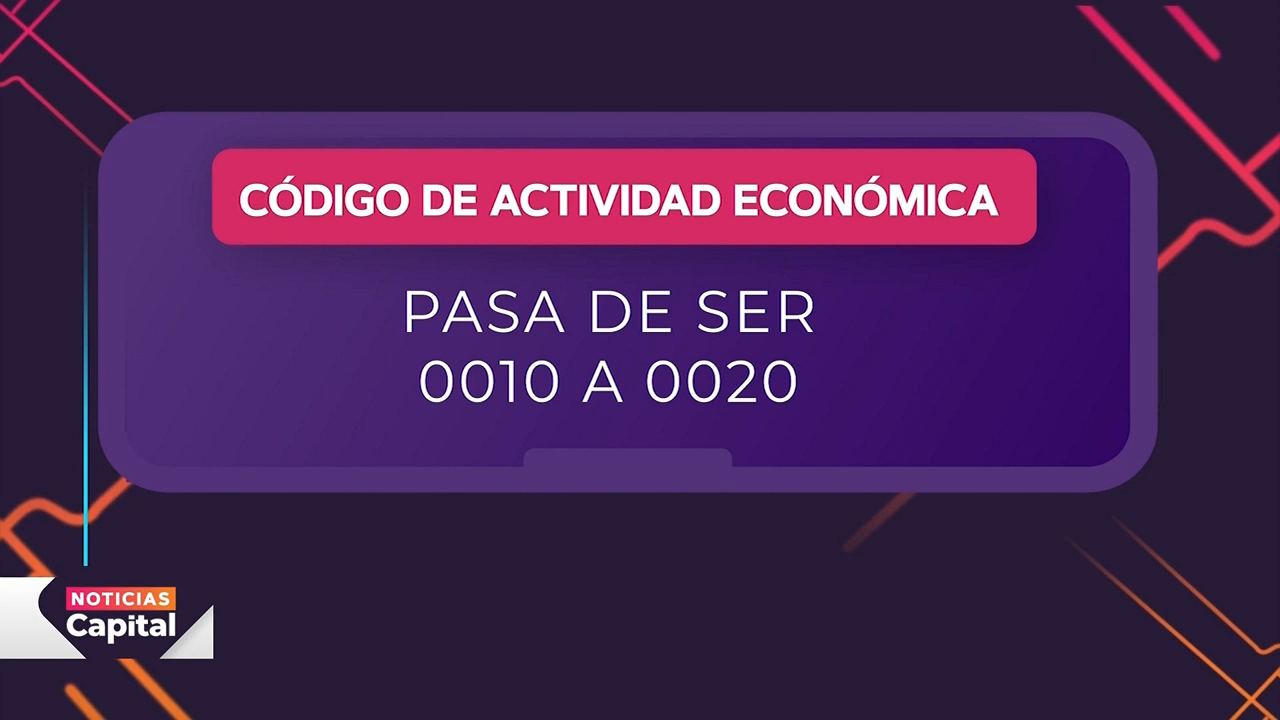 CÓDIGO DE ACTIVIDAD ECONÓMICA
PASA DE SER
0010 A 0020
NOTICIAS
Capital